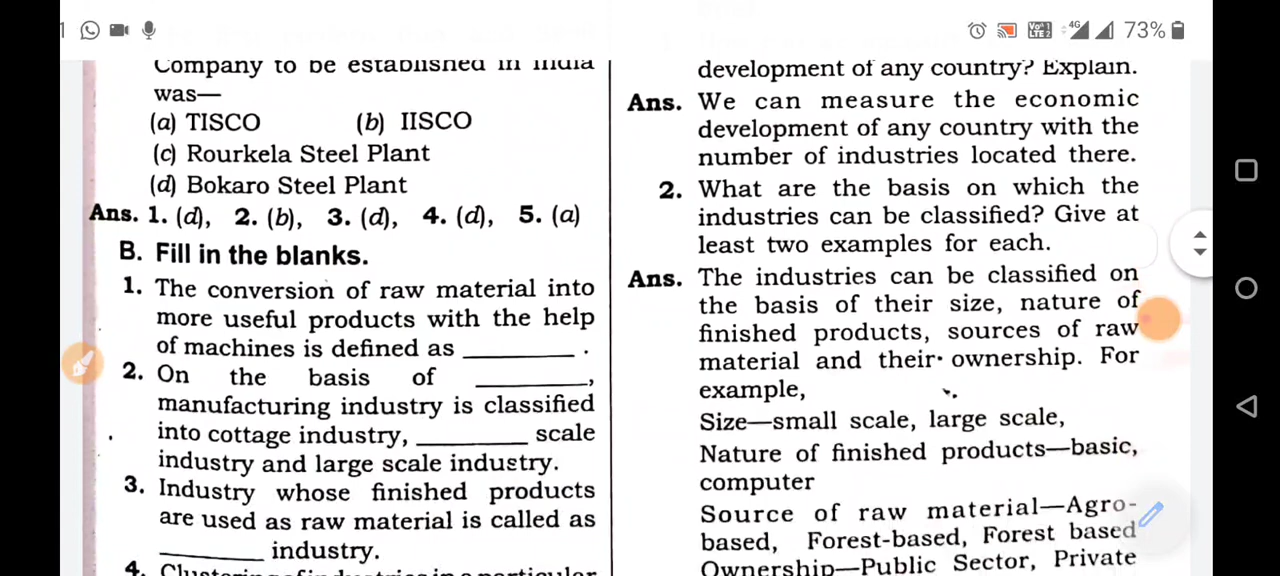 1 73%
4G
Company to be established in India
was—
(a) TISCO (b) IISCO
(c) Rourkela Steel Plant
(d) Bokaro Steel Plant
Ans. 1. (d), 2. (b), 3. (d), 4. (d), 5. (a)
B. Fill in the blanks.
1. The conversion of raw material into
more useful products with the help
of machines is defined as ________ .
2. On the basis of ________,
manufacturing industry is classified
into cottage industry, ________ scale
industry and large scale industry.
3. Industry whose finished products
are used as raw material is called as
________ industry.
4. Clustering of industries in a particular
development of any country? Explain.
Ans. We can measure the economic
development of any country with the
number of industries located there.
2. What are the basis on which the
industries can be classified? Give at
least two examples for each.
Ans. The industries can be classified on
the basis of their size, nature of
finished products, sources of raw
material and their ownership. For
example,
Size—small scale, large scale,
Nature of finished products—basic,
computer
Source of raw material—Agro-
based, Forest-based, Forest based
Ownership—Public Sector, Private